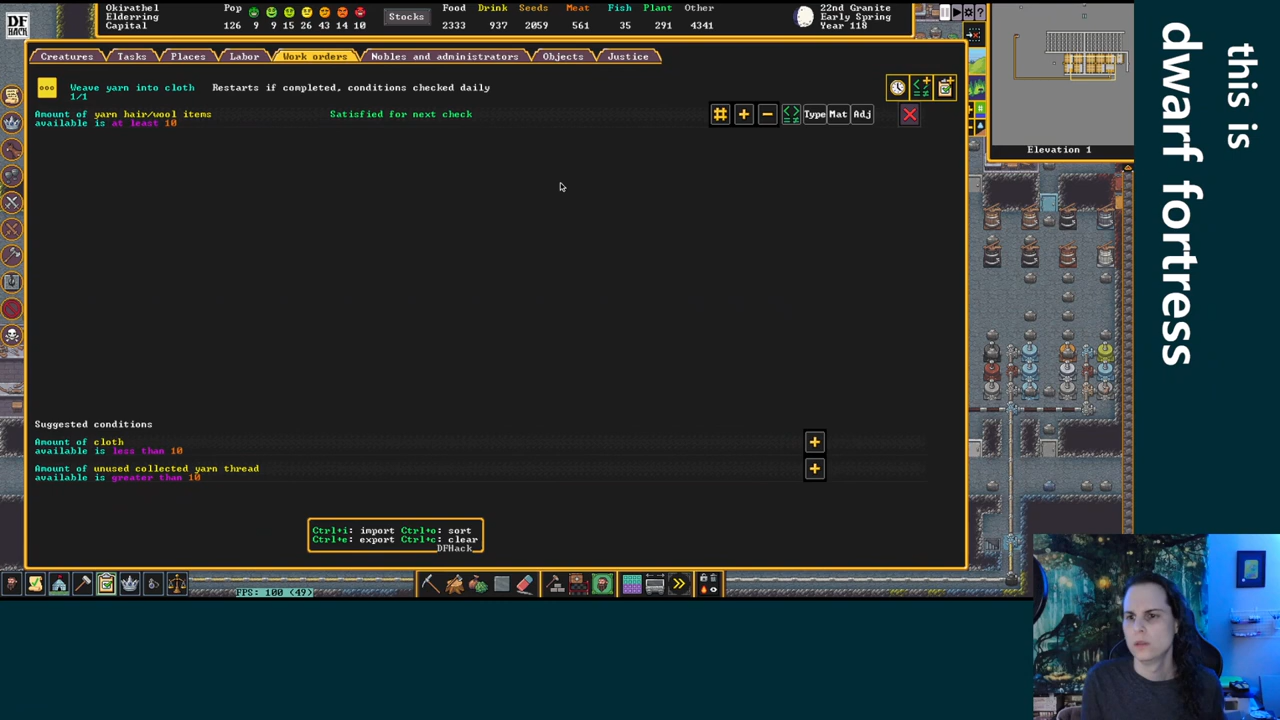 DF
HACK
Okirathel
Elderring
Capital
Pop
126 9 9 15 26 43 14 10
Stocks
Food Drink Seeds Meat Fish Plant Other
2333 937 2059 561 35 291 4341
22nd Granite
Early Spring
Year 118
Creatures Tasks Places Labor Work orders Nobles and administrators Objects Justice
Weave yarn into cloth Restarts if completed, conditions checked daily
1/1
Amount of yarn hair/wool items Satisfied for next check
available is at least 10
Type Mat Adj
Suggested conditions
Amount of cloth
available is less than 10
Amount of unused collected yarn thread
available is greater than 10
Ctrl+i: import Ctrl+o: sort
Ctrl+e: export Ctrl+c: clear
DFHack
FPS: 100 (49)
Elevation 1
this is
dwarf fortress